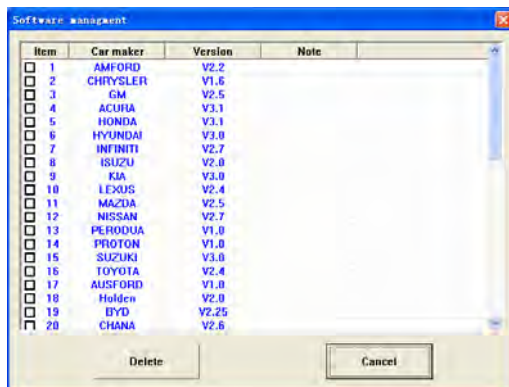 Software managment
Item Car maker Version Note
1 AMFORD V2.2
2 CHRYSLER V1.6
3 GM V2.5
4 ACURA V3.1
5 HONDA V3.1
6 HYUNDAI V3.0
7 INFINITI V2.7
8 ISUZU V2.0
9 KIA V3.0
10 LEXUS V2.4
11 MAZDA V2.5
12 NISSAN V2.7
13 PERODUA V1.0
14 PROTON V1.0
15 SUZUKI V3.0
16 TOYOTA V2.4
17 AUSFORD V1.0
18 Holden V2.0
19 BYD V2.25
20 CHANA V2.6
Delete Cancel